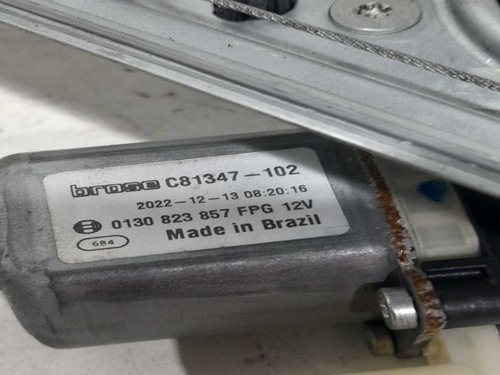 brose C81347-102
2022-12-13 08:20:16
0130 823 857 FPG 12V
684 Made in Brazil